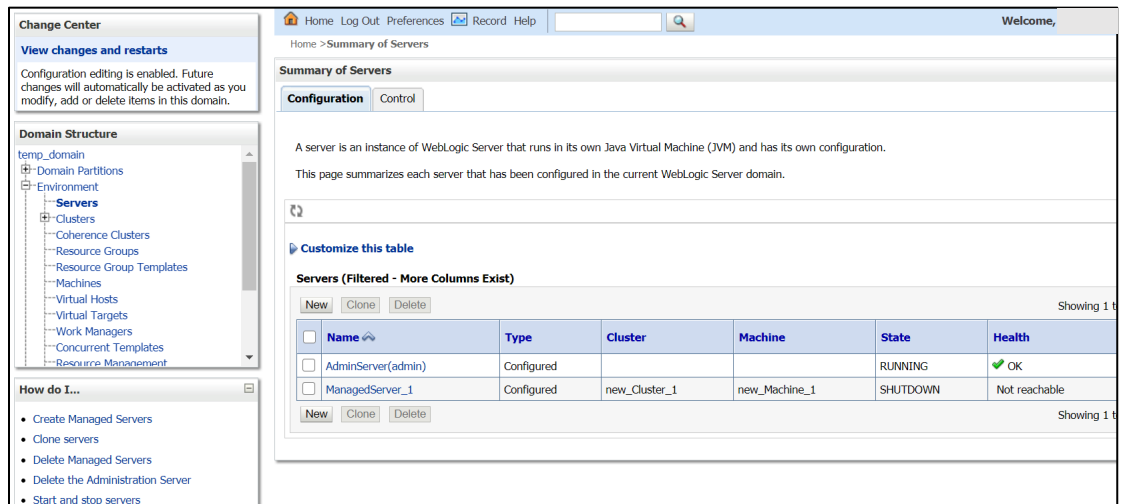 Change Center
View changes and restarts
Configuration editing is enabled. Future
changes will automatically be activated as you
modify, add or delete items in this domain.
Domain Structure
temp_domain
Domain Partitions
Environment
Servers
Clusters
Coherence Clusters
Resource Groups
Resource Group Templates
Machines
Virtual Hosts
Virtual Targets
Work Managers
Concurrent Templates
Resource Management
How do I...
Create Managed Servers
Clone servers
Delete Managed Servers
Delete the Administration Server
Start and stop servers
Home Log Out Preferences Record Help
Welcome,
Home >Summary of Servers
Summary of Servers
Configuration Control
A server is an instance of WebLogic Server that runs in its own Java Virtual Machine (JVM) and has its own configuration.
This page summarizes each server that has been configured in the current WebLogic Server domain.
Customize this table
Servers (Filtered - More Columns Exist)
New Clone Delete Showing 1 t
Name Type Cluster Machine State Health
AdminServer(admin) Configured RUNNING OK
ManagedServer_1 Configured new_Cluster_1 new_Machine_1 SHUTDOWN Not reachable
New Clone Delete Showing 1 t